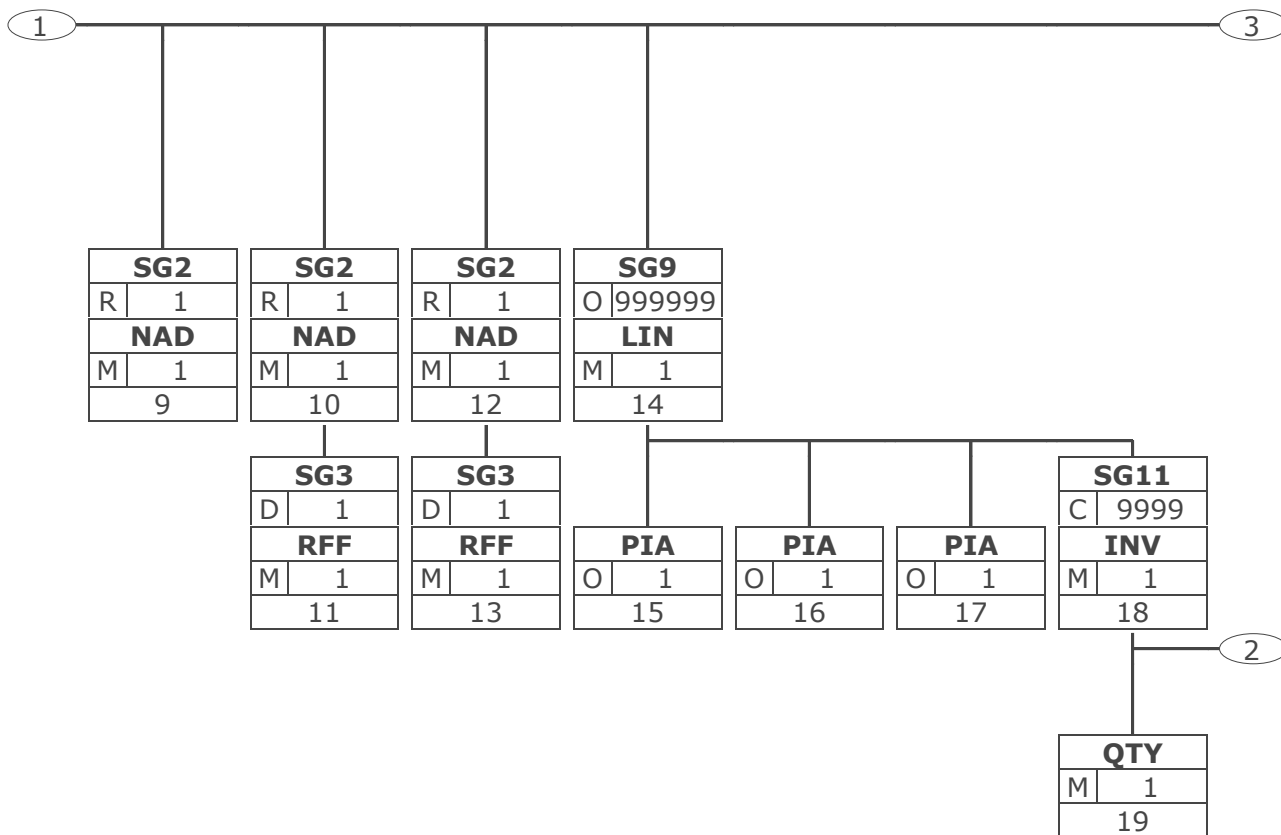 1 3
SG2 SG2 SG2 SG9
R 1 R 1 R 1 O 999999
NAD NAD NAD LIN
M 1 M 1 M 1 M 1
9 10 12 14
SG3 SG3 SG11
D 1 D 1 C 9999
RFF RFF PIA PIA PIA INV
M 1 M 1 O 1 O 1 O 1 M 1
11 13 15 16 17 18
2
QTY
M 1
19